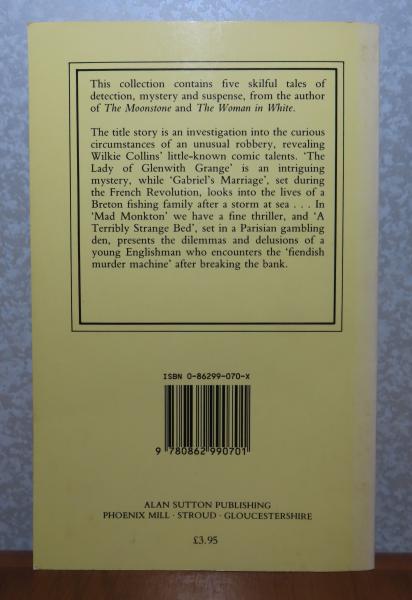 This collection contains five skilful tales of
detection, mystery and suspense, from the author
of The Moonstone and The Woman in White.
The title story is an investigation into the curious
circumstances of an unusual robbery, revealing
Wilkie Collins' little-known comic talents. 'The
Lady of Glenwith Grange' is an intriguing
mystery, while 'Gabriel's Marriage', set during
the French Revolution, looks into the lives of a
Breton fishing family after a storm at sea . . . In
'Mad Monkton' we have a fine thriller, and 'A
Terribly Strange Bed', set in a Parisian gambling
den, presents the dilemmas and delusions of a
young Englishman who encounters the 'fiendish
murder machine' after breaking the bank.
ISBN 0-86299-070-X
9 780862 990701
ALAN SUTTON PUBLISHING
PHOENIX MILL · STROUD · GLOUCESTERSHIRE
£3.95